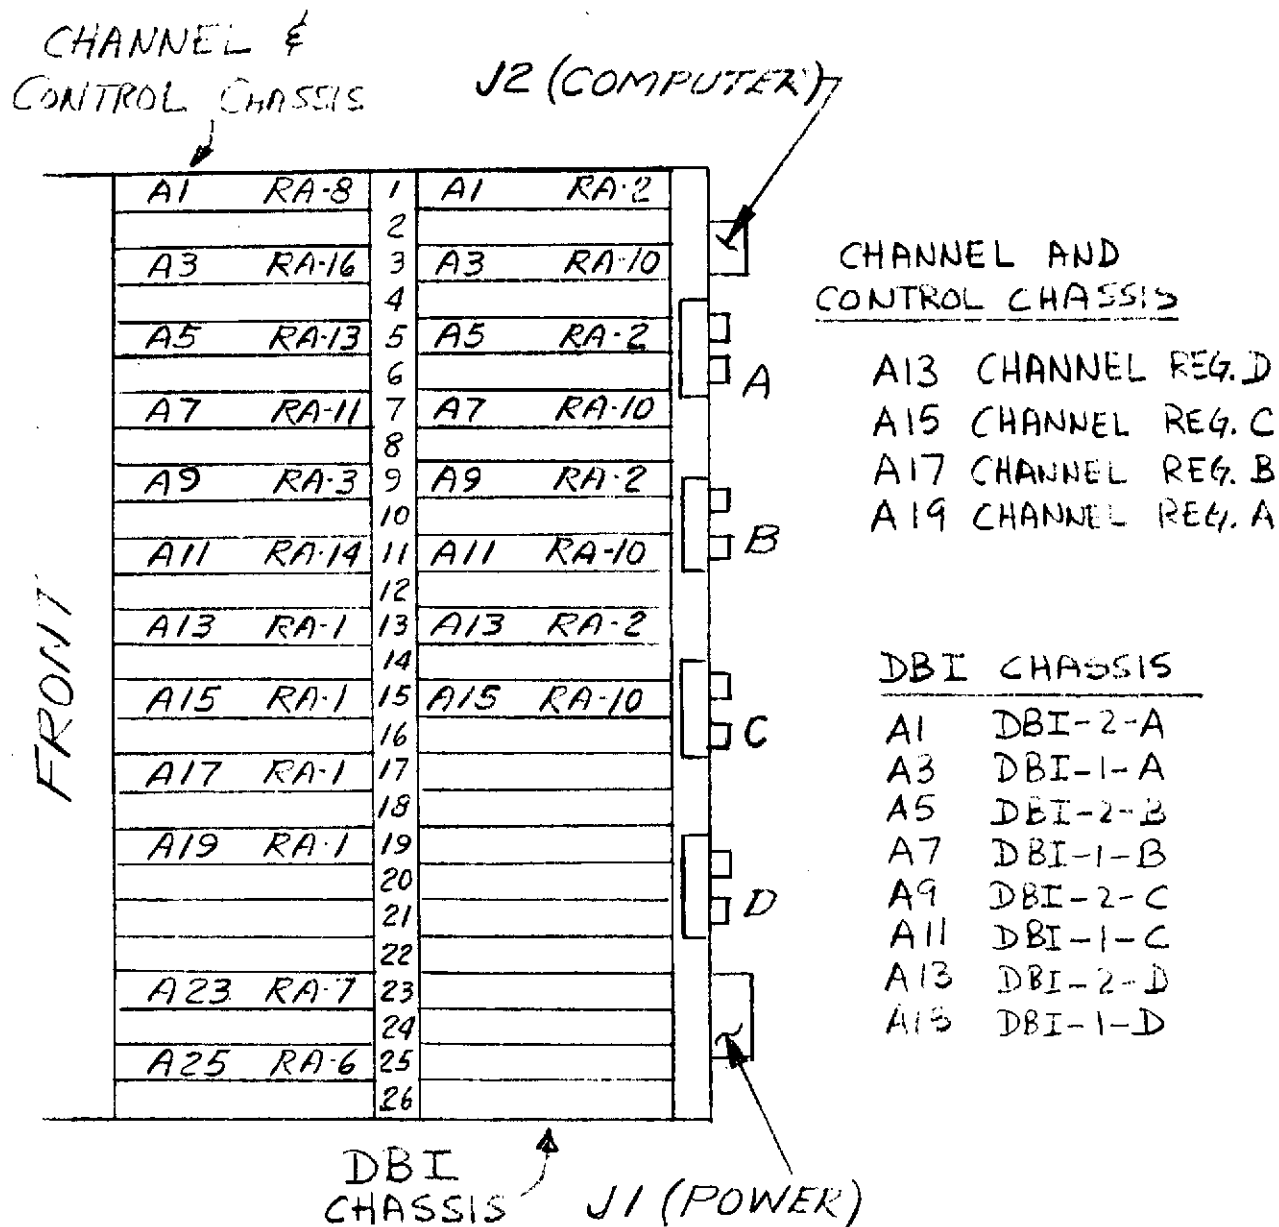 CHANNEL &
CONTROL CHASSIS
J2 (COMPUTER)
A1 RA-8 1 A1 RA-2
2
A3 RA-16 3 A3 RA-10
4
A5 RA-13 5 A5 RA-2
6
A
A7 RA-11 7 A7 RA-10
8
A9 RA-3 9 A9 RA-2
10
A11 RA-14 11 A11 RA-10
B
12
A13 RA-1 13 A13 RA-2
14
A15 RA-1 15 A15 RA-10
16
C
A17 RA-1 17
18
A19 RA-1 19
20
21
D
22
A23 RA-7 23
24
A25 RA-6 25
26
FRONT
DBI
CHASSIS
J1 (POWER)
CHANNEL AND
CONTROL CHASSIS
A13 CHANNEL REG. D
A15 CHANNEL REG. C
A17 CHANNEL REG. B
A19 CHANNEL REG. A
DBI CHASSIS
A1 DBI-2-A
A3 DBI-1-A
A5 DBI-2-B
A7 DBI-1-B
A9 DBI-2-C
A11 DBI-1-C
A13 DBI-2-D
A15 DBI-1-D